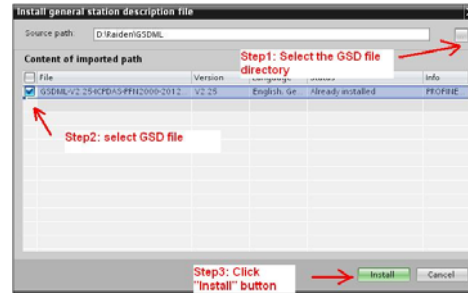 Install general station description file
Source path: D:\Raiden\GSDML
Step1: Select the GSD file
directory
Content of imported path
File Version Language Status Info
GSDML-V2.25-ICPDAS-PFN2000-2012... V2.25 English, Ge... Already installed PROFINE
Step2: select GSD file
Step3: Click
"Install" button
Install Cancel